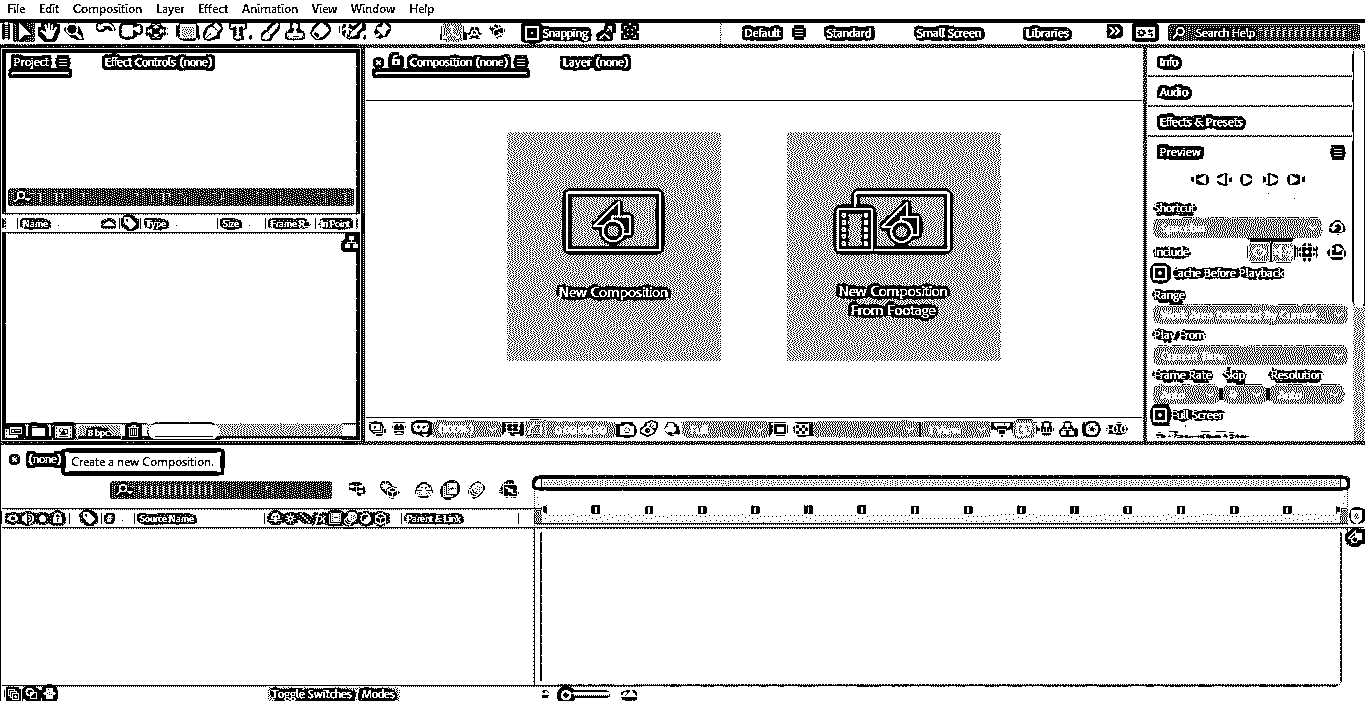 File Edit Composition Layer Effect Animation View Window Help
Snapping Default Standard Small Screen Libraries Search Help
Project Effect Controls (none)
Composition (none) Layer (none)
Info
Audio
Effects & Presets
Preview
Shortcut
Include
Cache Before Playback
Range
Play From
Frame Rate Skip Resolution
Full Screen
Name Type Size Frame R... In Point
New Composition
New Composition
From Footage
8 bpc
(none) Create a new Composition.
# Source Name fx Parent & Link
Toggle Switches / Modes